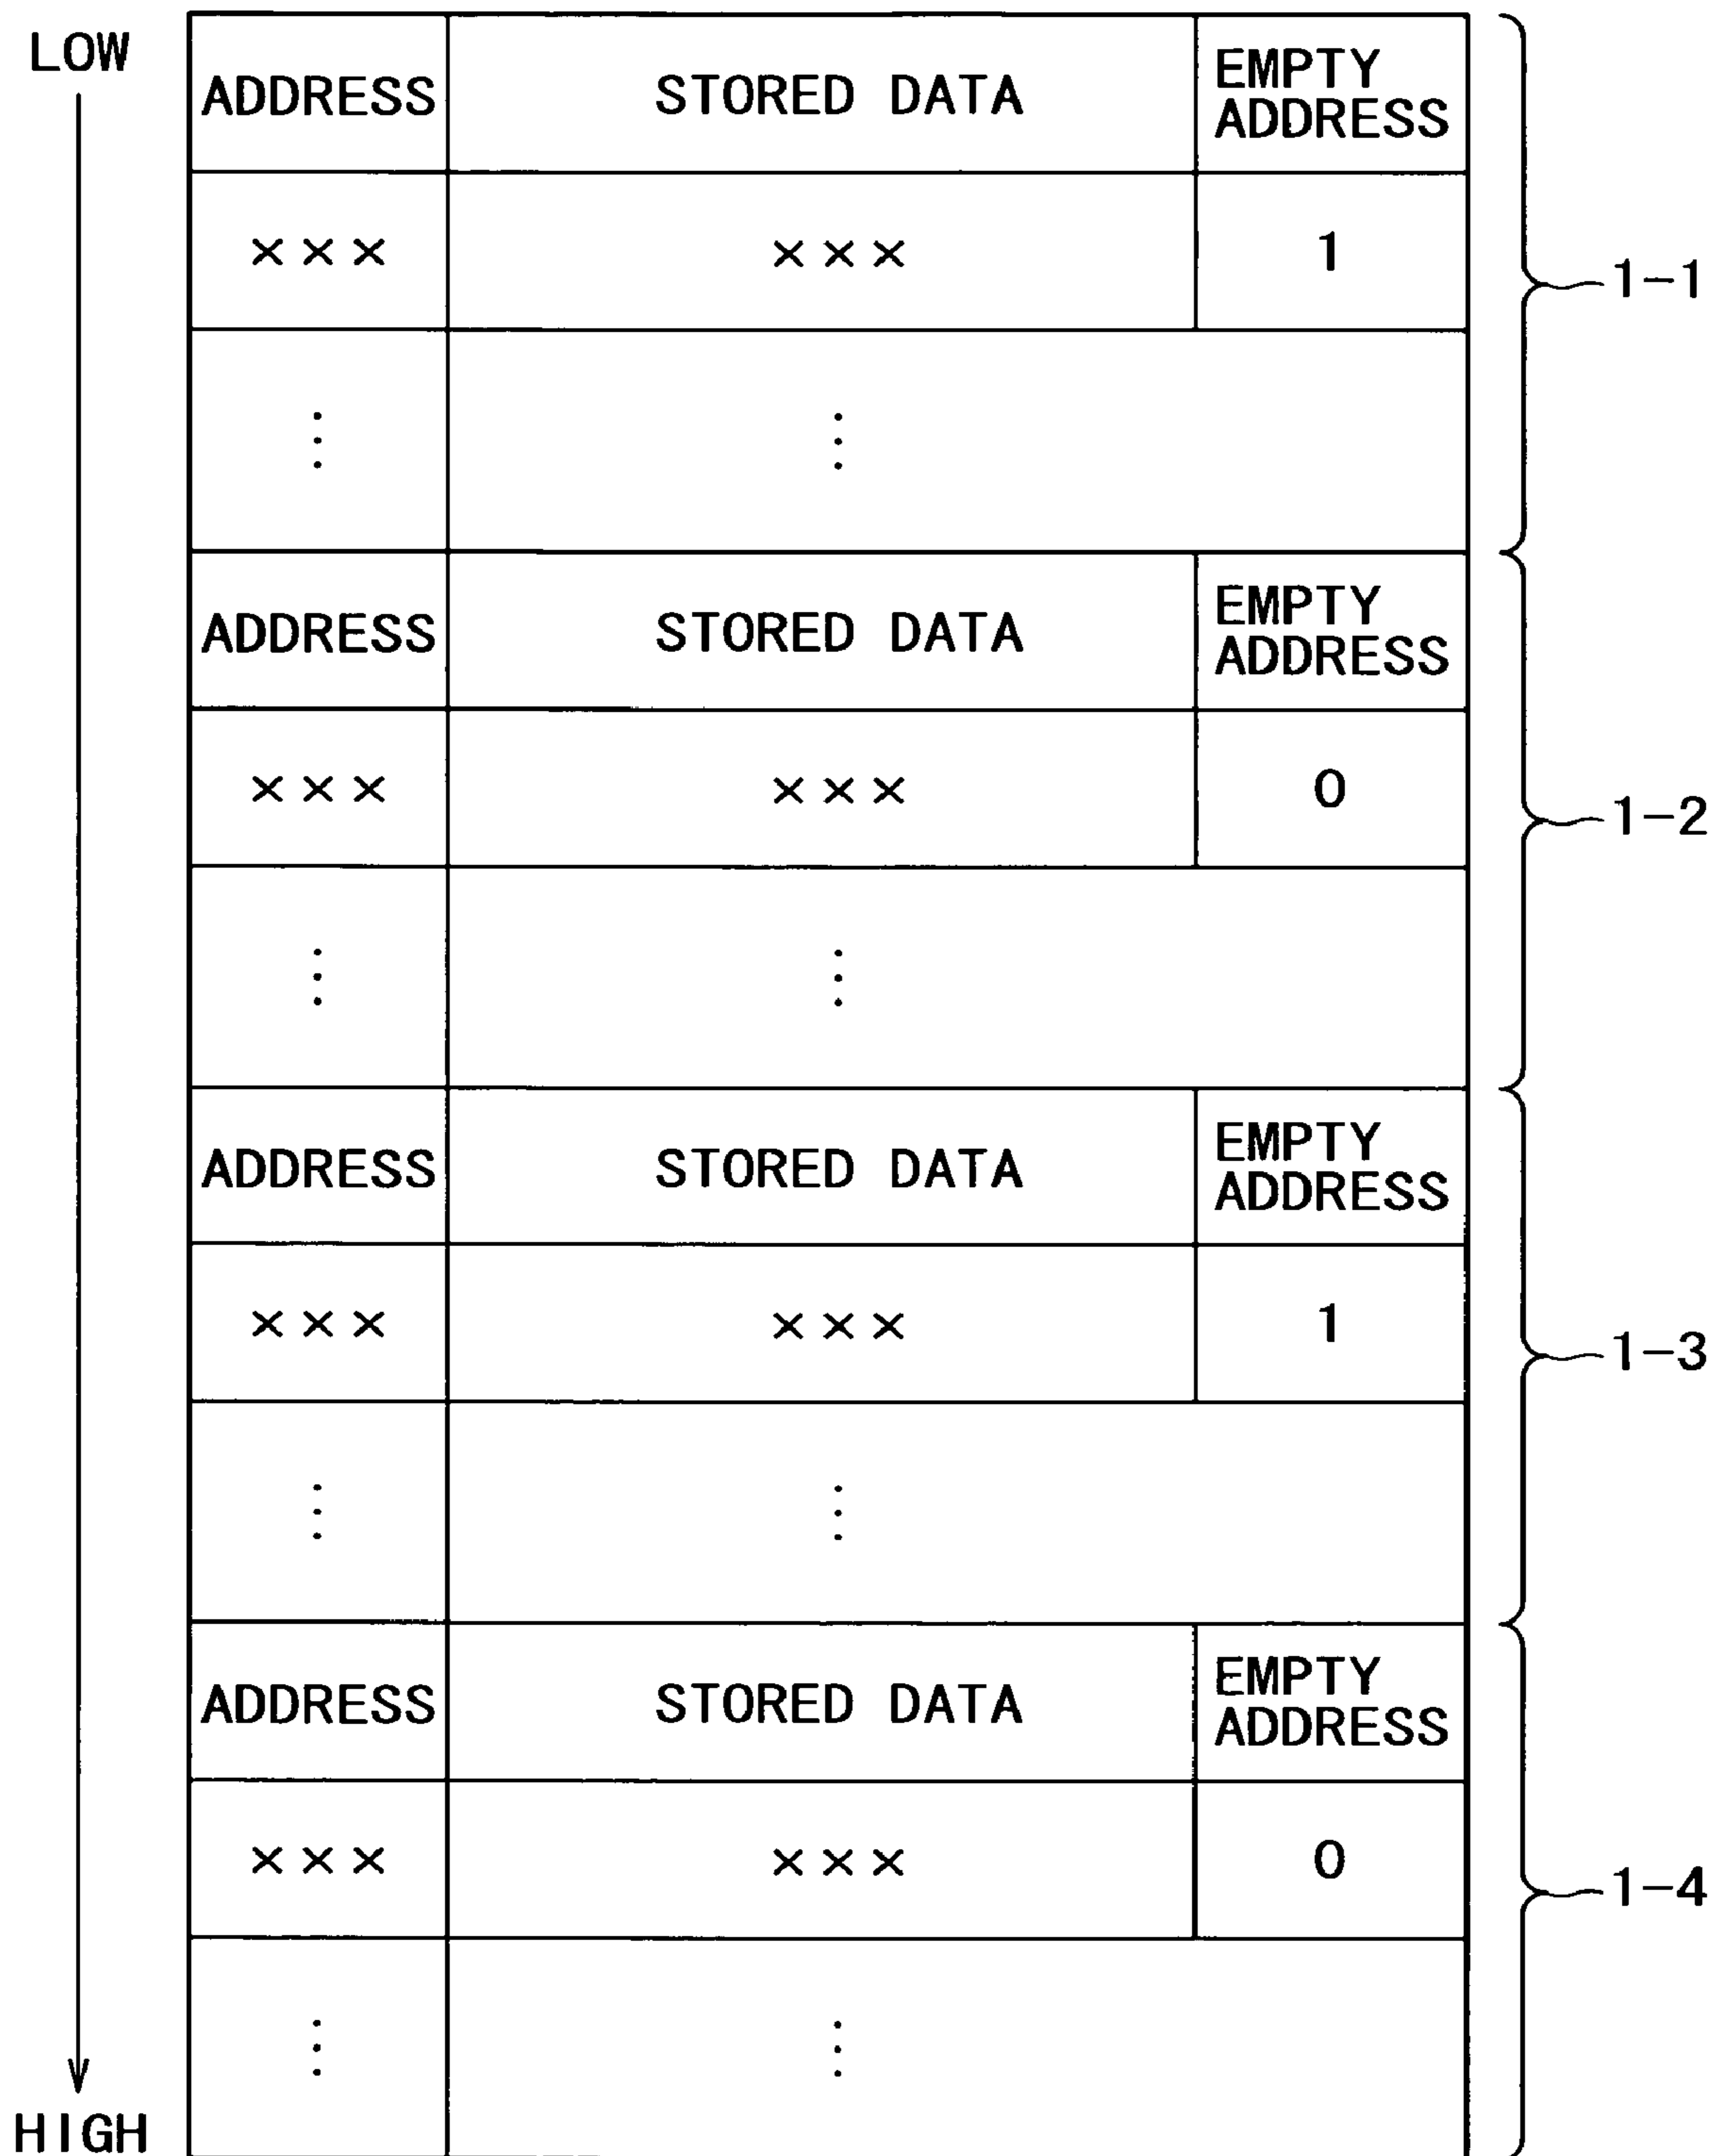 LOW
ADDRESS STORED DATA EMPTY ADDRESS
××× ××× 1
⋮ ⋮
1-1
ADDRESS STORED DATA EMPTY ADDRESS
××× ××× 0
⋮ ⋮
1-2
ADDRESS STORED DATA EMPTY ADDRESS
××× ××× 1
⋮ ⋮
1-3
ADDRESS STORED DATA EMPTY ADDRESS
××× ××× 0
⋮ ⋮
1-4
HIGH